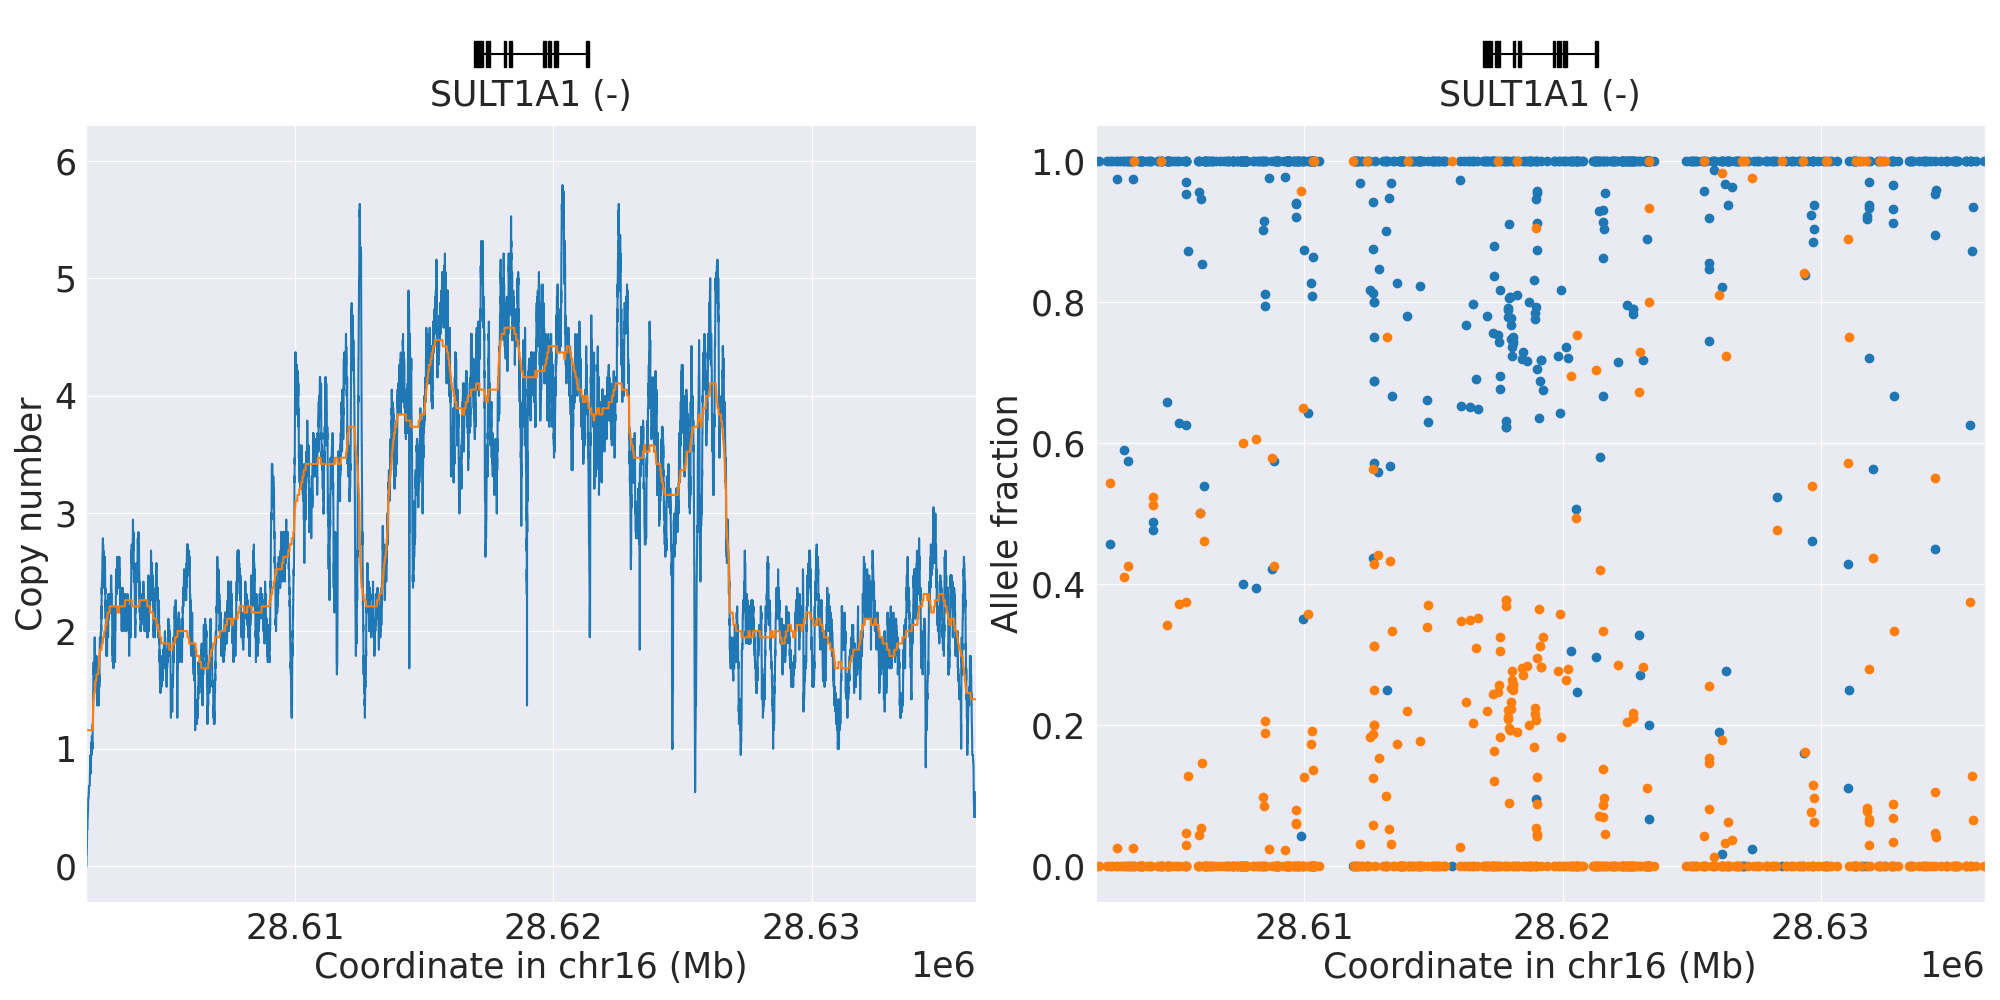 SULT1A1 (-)
Copy number
6
5
4
3
2
1
0
28.61
28.62
28.63
Coordinate in chr16 (Mb)
1e6
SULT1A1 (-)
Allele fraction
1.0
0.8
0.6
0.4
0.2
0.0
28.61
28.62
28.63
Coordinate in chr16 (Mb)
1e6